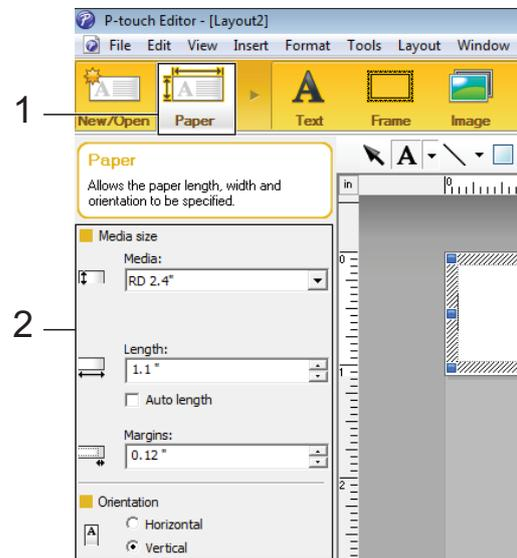 P-touch Editor - [Layout2]
File Edit View Insert Format Tools Layout Window
1
New/Open Paper Text Frame Image
Paper
Allows the paper length, width and
orientation to be specified.
A
in
0
Media size
Media:
RD 2.4"
0
2
Length:
1.1 "
1
Auto length
Margins:
0.12 "
2
Orientation
Horizontal
A
Vertical